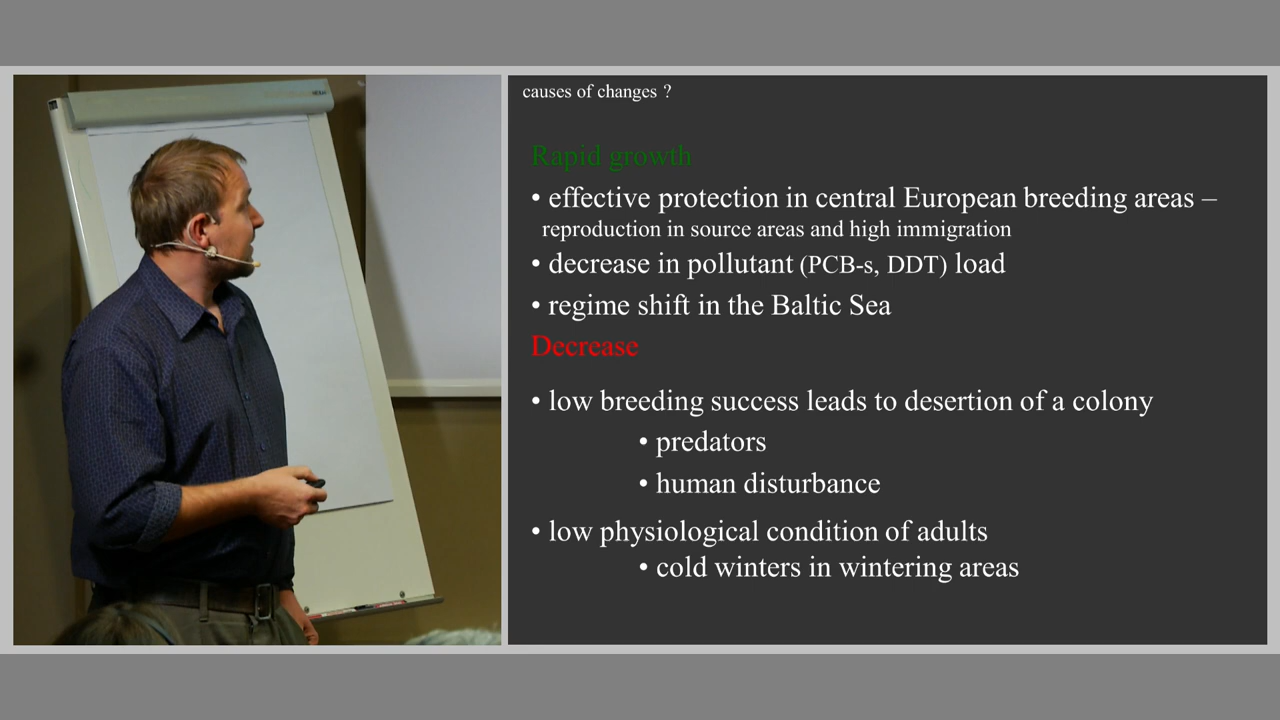 causes of changes ?
Rapid growth
• effective protection in central European breeding areas –
reproduction in source areas and high immigration
• decrease in pollutant (PCB-s, DDT) load
• regime shift in the Baltic Sea
Decrease
• low breeding success leads to desertion of a colony
• predators
• human disturbance
• low physiological condition of adults
• cold winters in wintering areas